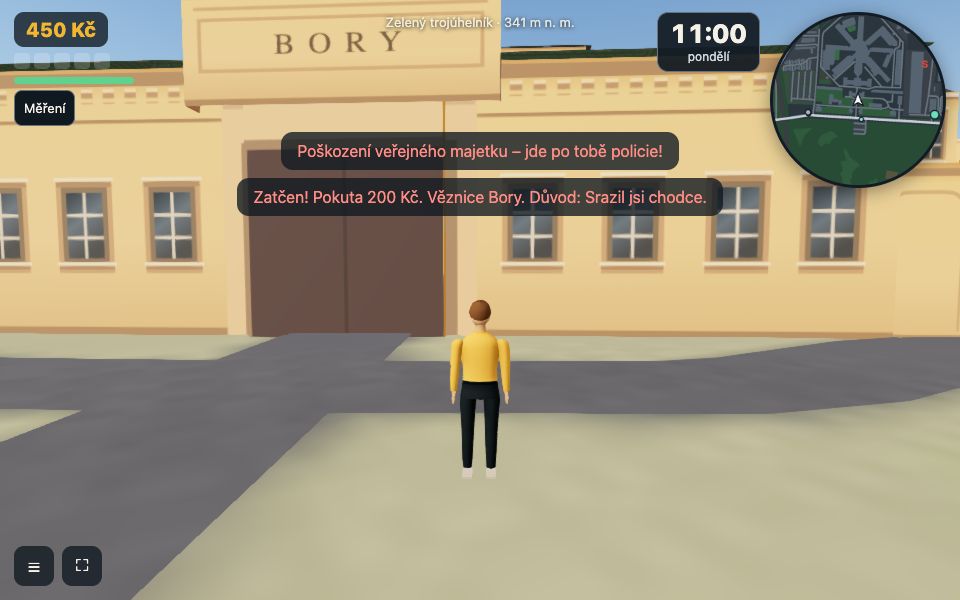 450 Kč
Zelený trojúhelník · 341 m n. m.
11:00
pondělí
BORY
S
Měření
Poškození veřejného majetku – jde po tobě policie!
Zatčen! Pokuta 200 Kč. Věznice Bory. Důvod: Srazil jsi chodce.